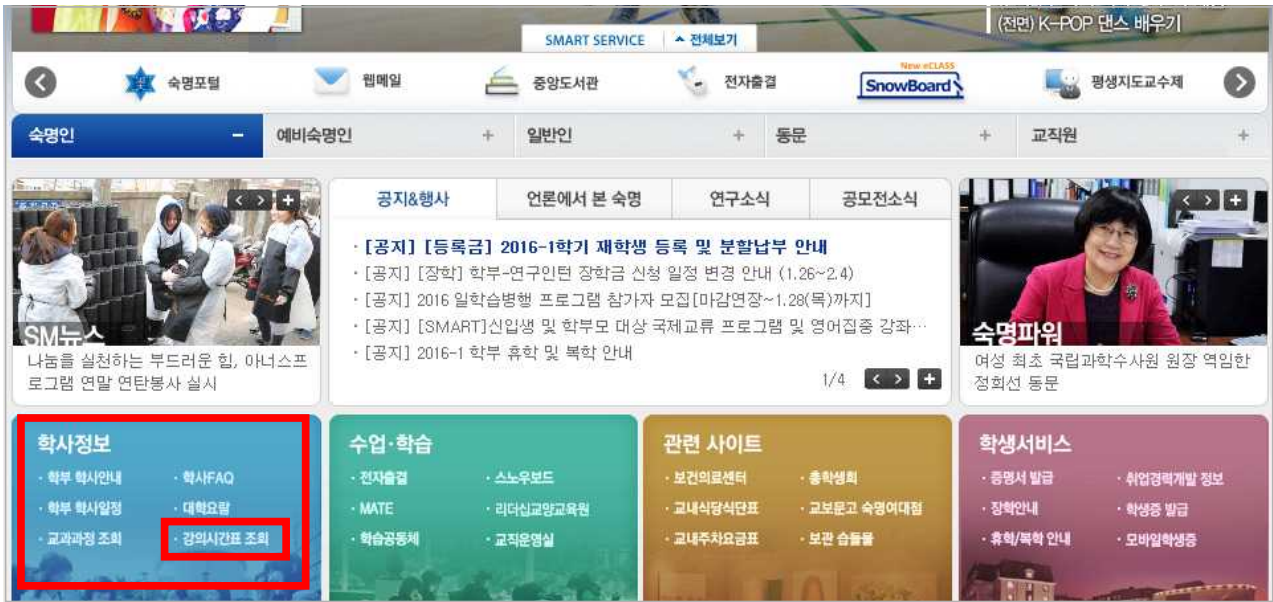 (전면) K-POP 댄스 배우기
SMART SERVICE 전체보기
숙명포털
웹메일
중앙도서관
전자출결
New eCLASS
SnowBoard
평생지도교수제
숙명인
예비숙명인
일반인
동문
교직원
SM뉴스
나눔을 실천하는 부드러운 힘, 아너스프
로그램 연말 연탄봉사 실시
공지&행사
언론에서 본 숙명
연구소식
공모전소식
· [공지] [등록금] 2016-1학기 재학생 등록 및 분할납부 안내
· [공지] [장학] 학부-연구인턴 장학금 신청 일정 변경 안내 (1.26~2.4)
· [공지] 2016 일학습병행 프로그램 참가자 모집[마감연장~1.28(목)까지]
· [공지] [SMART]신입생 및 학부모 대상 국제교류 프로그램 및 영어집중 강좌…
· [공지] 2016-1 학부 휴학 및 복학 안내
1/4
숙명파워
여성 최초 국립과학수사원 원장 역임한
정희선 동문
학사정보
· 학부 학사안내
· 학사FAQ
· 학부 학사일정
· 대학요람
· 교과과정 조회
· 강의시간표 조회
수업·학습
· 전자출결
· 스노우보드
· MATE
· 리더십교양교육원
· 학습공동체
· 교직운영실
관련 사이트
· 보건의료센터
· 총학생회
· 교내식당식단표
· 교보문고 숙명여대점
· 교내주차요금표
· 보관 습득물
학생서비스
· 증명서 발급
· 취업경력개발 정보
· 장학안내
· 학생증 발급
· 휴학/복학 안내
· 모바일학생증